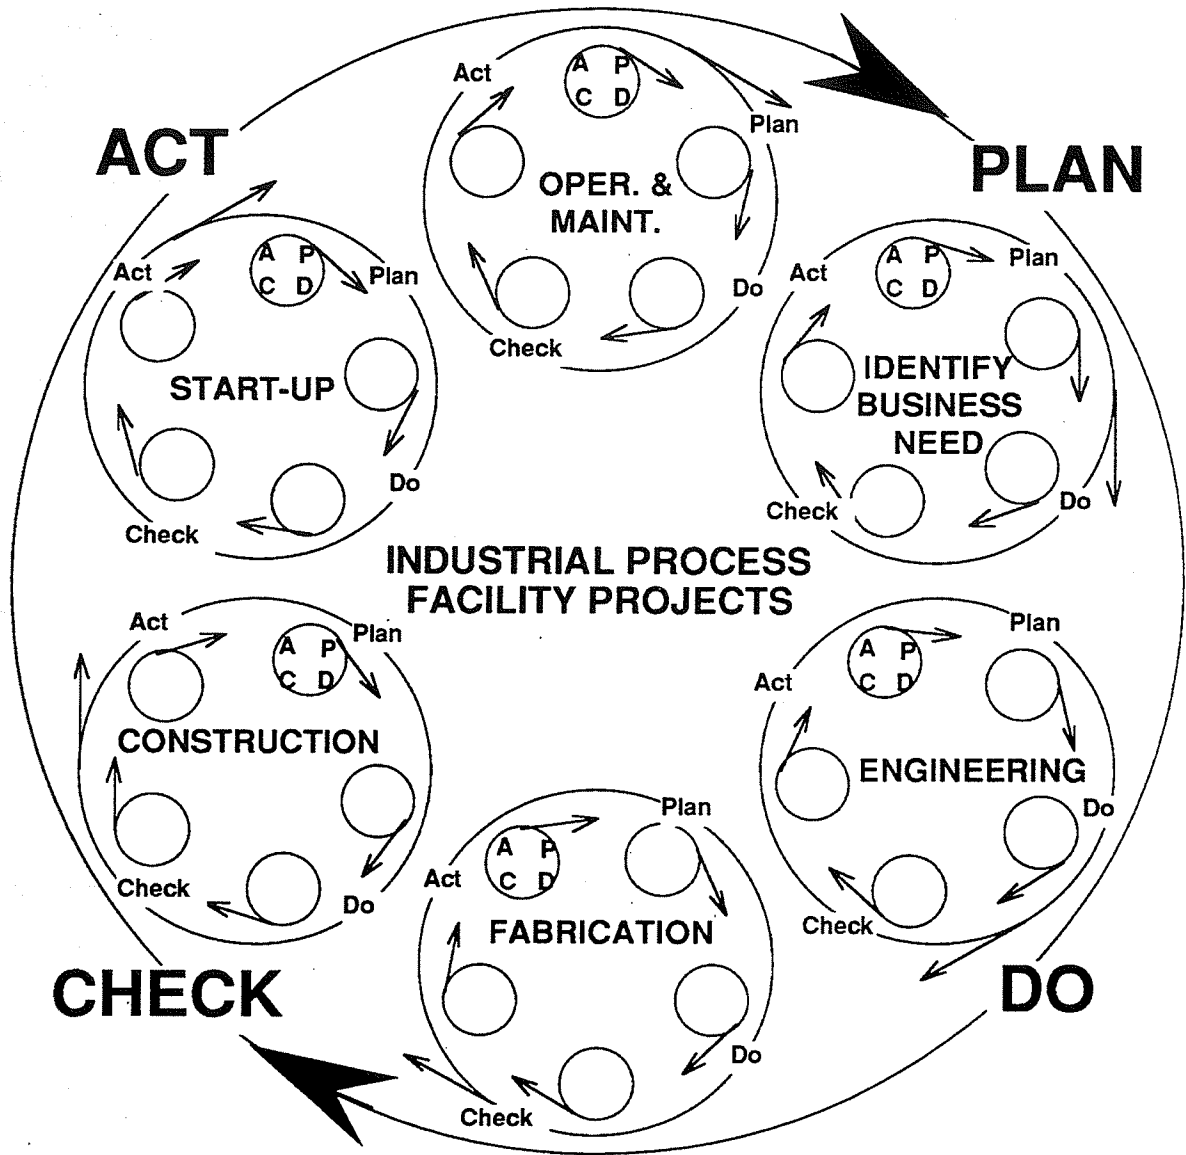 ACT
PLAN
Act
A P
C D
Plan
OPER. &
MAINT.
Do
Check
Act
A P
C D
Plan
START-UP
Do
Check
Act
A P
C D
Plan
IDENTIFY
BUSINESS
NEED
Do
Check
INDUSTRIAL PROCESS
FACILITY PROJECTS
Act
A P
C D
Plan
CONSTRUCTION
Do
Check
Plan
A P
C D
Act
ENGINEERING
Do
Check
Plan
A P
C D
Act
FABRICATION
Do
Check
CHECK
DO